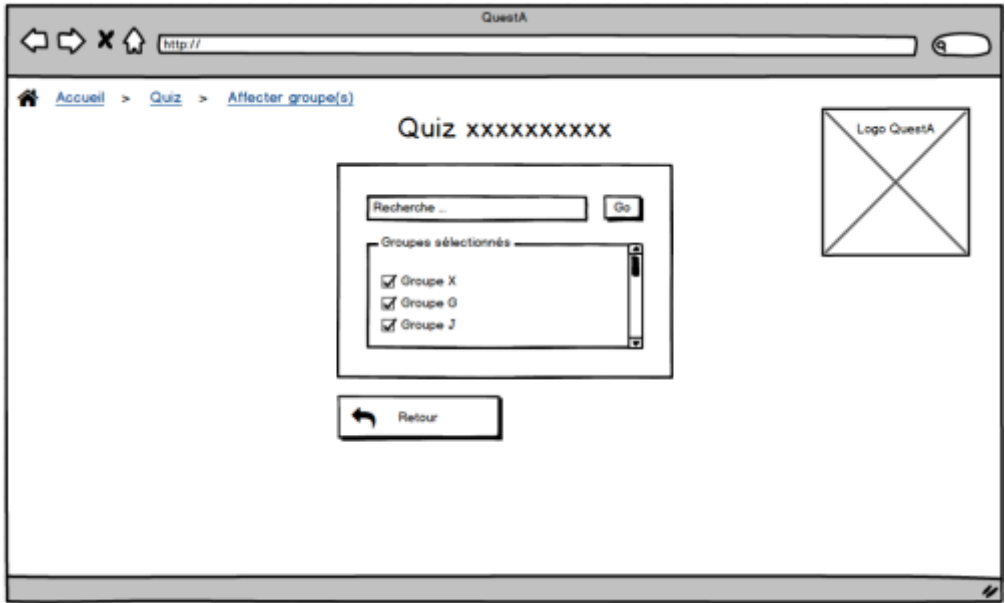 QuestA
http://
Accueil > Quiz > Affecter groupe(s)
Quiz xxxxxxxxxx
Logo QuestA
Recherche ...
Go
Groupes sélectionnés
Groupe X
Groupe G
Groupe J
Retour